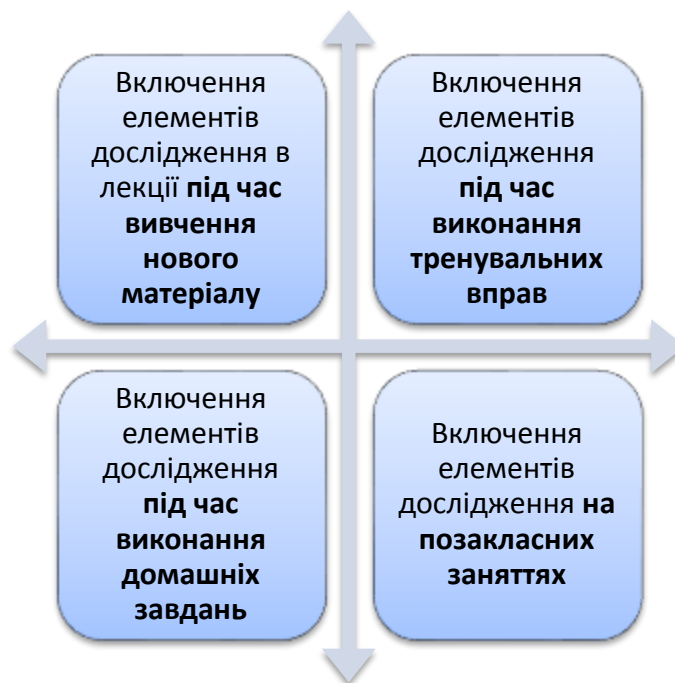 Включення
елементів
дослідження в
лекції під час
вивчення
нового
матеріалу
Включення
елементів
дослідження
під час
виконання
тренувальних
вправ
Включення
елементів
дослідження
під час
виконання
домашніх
завдань
Включення
елементів
дослідження на
позакласних
заняттях